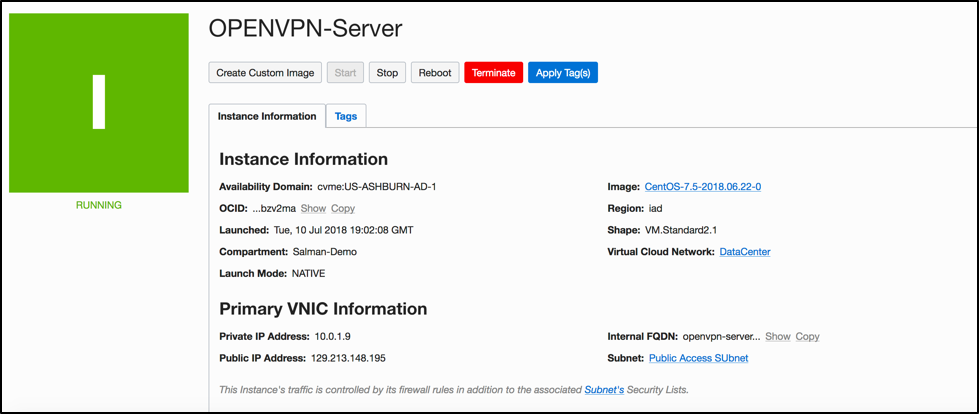 OPENVPN-Server
I
Create Custom Image Start Stop Reboot Terminate Apply Tag(s)
Instance Information Tags
RUNNING
Instance Information
Availability Domain: cvme:US-ASHBURN-AD-1 Image: CentOS-7.5-2018.06.22-0
OCID: ...bzv2ma Show Copy Region: iad
Launched: Tue, 10 Jul 2018 19:02:08 GMT Shape: VM.Standard2.1
Compartment: Salman-Demo Virtual Cloud Network: DataCenter
Launch Mode: NATIVE
Primary VNIC Information
Private IP Address: 10.0.1.9 Internal FQDN: openvpn-server... Show Copy
Public IP Address: 129.213.148.195 Subnet: Public Access SUbnet
This Instance's traffic is controlled by its firewall rules in addition to the associated Subnet's Security Lists.